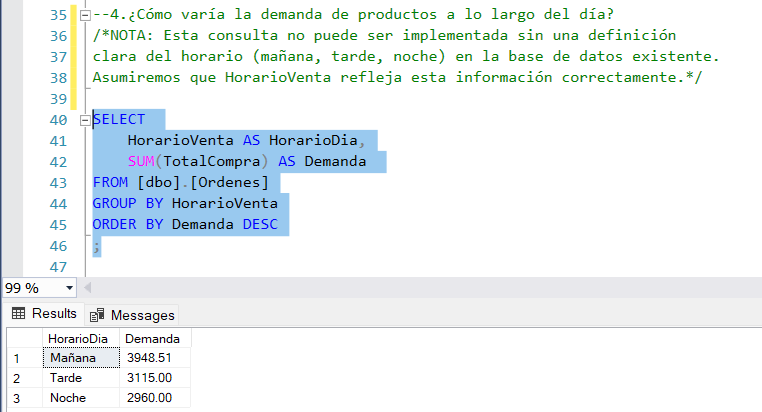 35 --4.¿Cómo varía la demanda de productos a lo largo del día?
36 /*NOTA: Esta consulta no puede ser implementada sin una definición
37 clara del horario (mañana, tarde, noche) en la base de datos existente.
38 Asumiremos que HorarioVenta refleja esta información correctamente.*/
39
40 SELECT
41 HorarioVenta AS HorarioDia,
42 SUM(TotalCompra) AS Demanda
43 FROM [dbo].[Ordenes]
44 GROUP BY HorarioVenta
45 ORDER BY Demanda DESC
46 ;
47
99 %
Results Messages
HorarioDia Demanda
1 Mañana 3948.51
2 Tarde 3115.00
3 Noche 2960.00